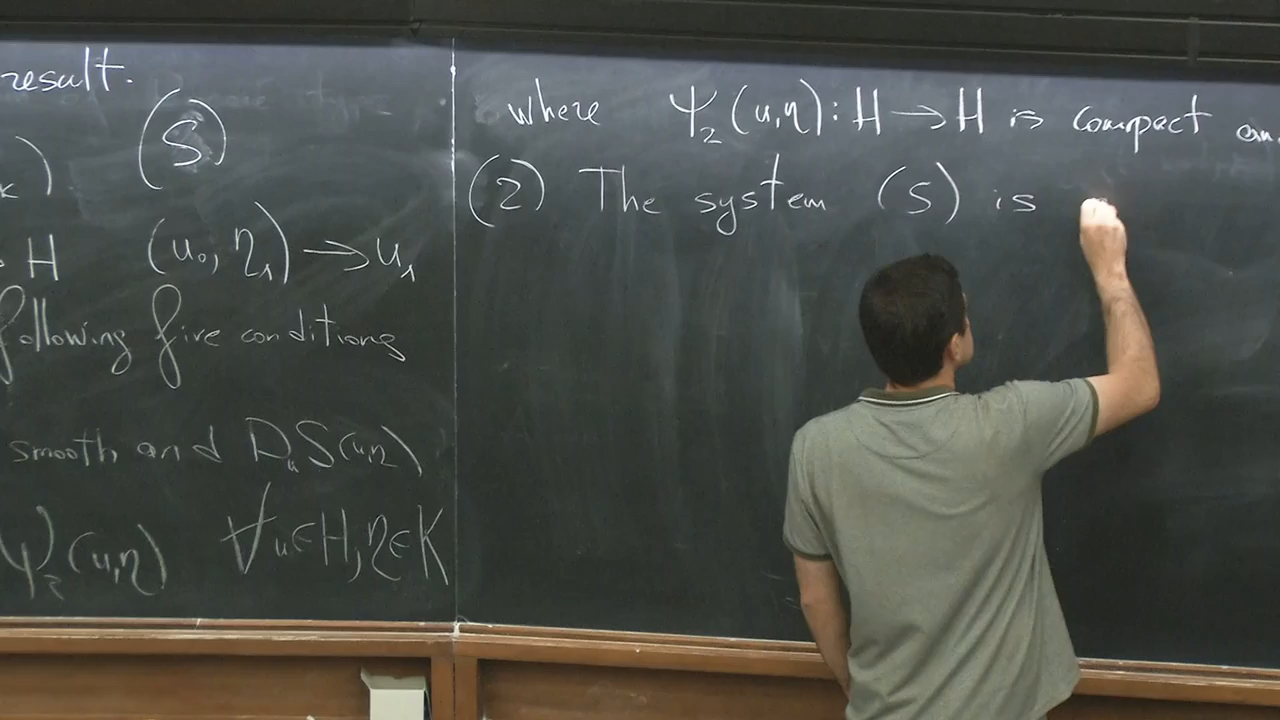 result.
(S)
)
H (u₀, η₁) → u₁
following five conditions
smooth and DᵤS(u,η)
Ψ₂(u,η) ∀u∈H, η∈K
where Ψ₂(u,η): H → H is compact an
(2) The system (S) is